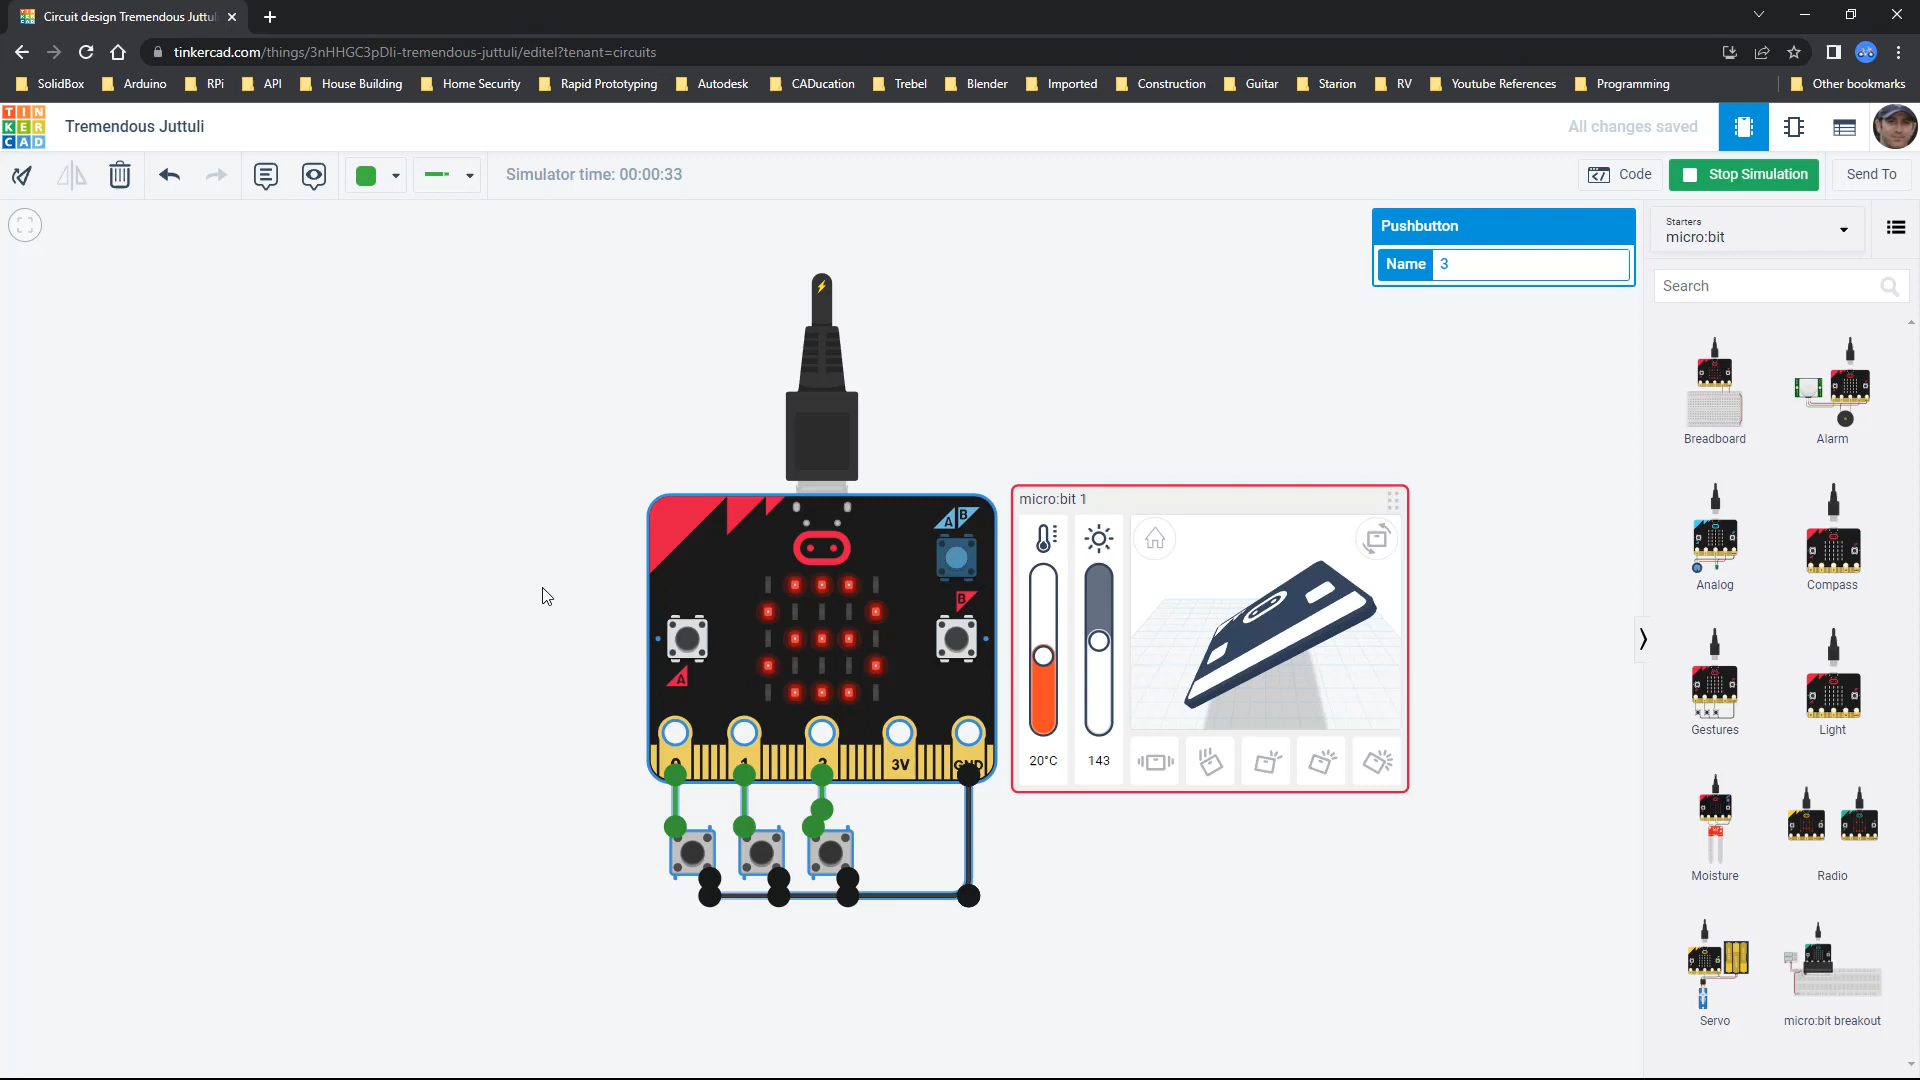 Circuit design Tremendous Juttuli
tinkercad.com/things/3nHHGC3pDli-tremendous-juttuli/editel?tenant=circuits
SolidBox Arduino RPi API House Building Home Security Rapid Prototyping Autodesk CADucation Trebel Blender Imported Construction Guitar Starion RV Youtube References Programming Other bookmarks
TIN
KER
CAD
Tremendous Juttuli
All changes saved
Simulator time: 00:00:33
Code
Stop Simulation
Send To
Pushbutton
Name 3
Starters
micro:bit
Search
Breadboard Alarm
Analog Compass
Gestures Light
Moisture Radio
Servo micro:bit breakout
micro:bit 1
20°C 143
A B
B
A
0 1 2 3V GND